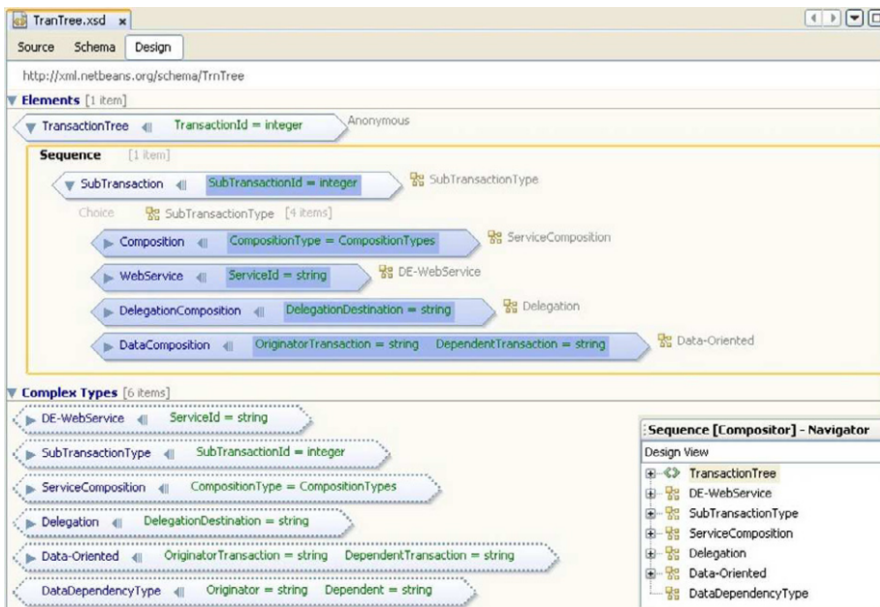 TranTree.xsd x
Source Schema Design
http://xml.netbeans.org/schema/TrnTree
Elements [1 item]
TransactionTree TransactionId = integer Anonymous
Sequence [1 item]
SubTransaction SubTransactionId = integer SubTransactionType
Choice SubTransactionType [4 items]
Composition CompositionType = CompositionTypes ServiceComposition
WebService ServiceId = string DE-WebService
DelegationComposition DelegationDestination = string Delegation
DataComposition OriginatorTransaction = string DependentTransaction = string Data-Oriented
Complex Types [6 items]
DE-WebService ServiceId = string
SubTransactionType SubTransactionId = integer
ServiceComposition CompositionType = CompositionTypes
Delegation DelegationDestination = string
Data-Oriented OriginatorTransaction = string DependentTransaction = string
DataDependencyType Originator = string Dependent = string
Sequence [Compositor] - Navigator
Design View
TransactionTree
DE-WebService
SubTransactionType
ServiceComposition
Delegation
Data-Oriented
DataDependencyType